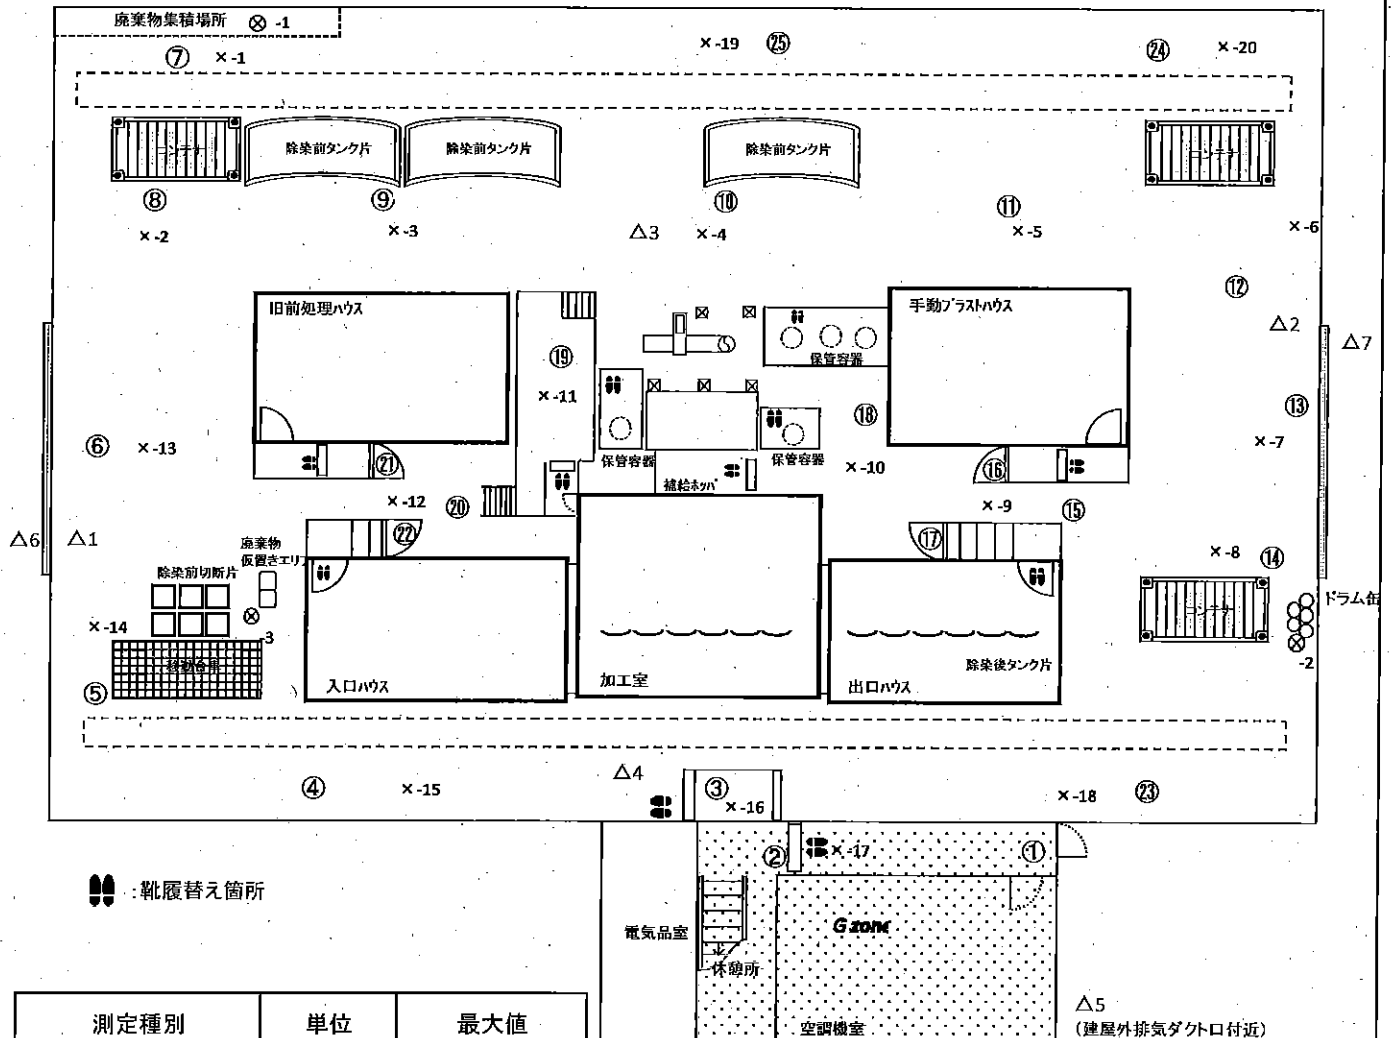 廃棄物集積場所 ⊗ -1
⑦ × -1
× -19 ㉕
㉔ × -20
コンテナ
除染前タンク片
除染前タンク片
除染前タンク片
コンテナ
⑧
⑨
⑩
⑪
× -2
× -3
△3
× -4
× -5
× -6
⑫
旧前処理ハウス
手動ブラストハウス
△2
△7
⑲
保管容器
× -11
⑬
⑱
⑥ × -13
× -7
㉑
保管容器
保管容器
× -10
⑯
補給ホッパ
× -12
⑳
× -9
⑮
△6 △1
㉒
⑰
廃棄物
仮置きエリア
× -8
⑭
除染前切断片
コンテナ
ドラム缶
× -14
-3
⊗
-2
移動台車
⑤
入口ハウス
加工室
出口ハウス
除染後タンク片
④
× -15
△4
③
× -16
× -18
㉓
②
× -17
①
:靴履替え箇所
電気品室
G zone
休憩所
測定種別 単位 最大値
空調機室
△5
(建屋外排気ダクト口付近)